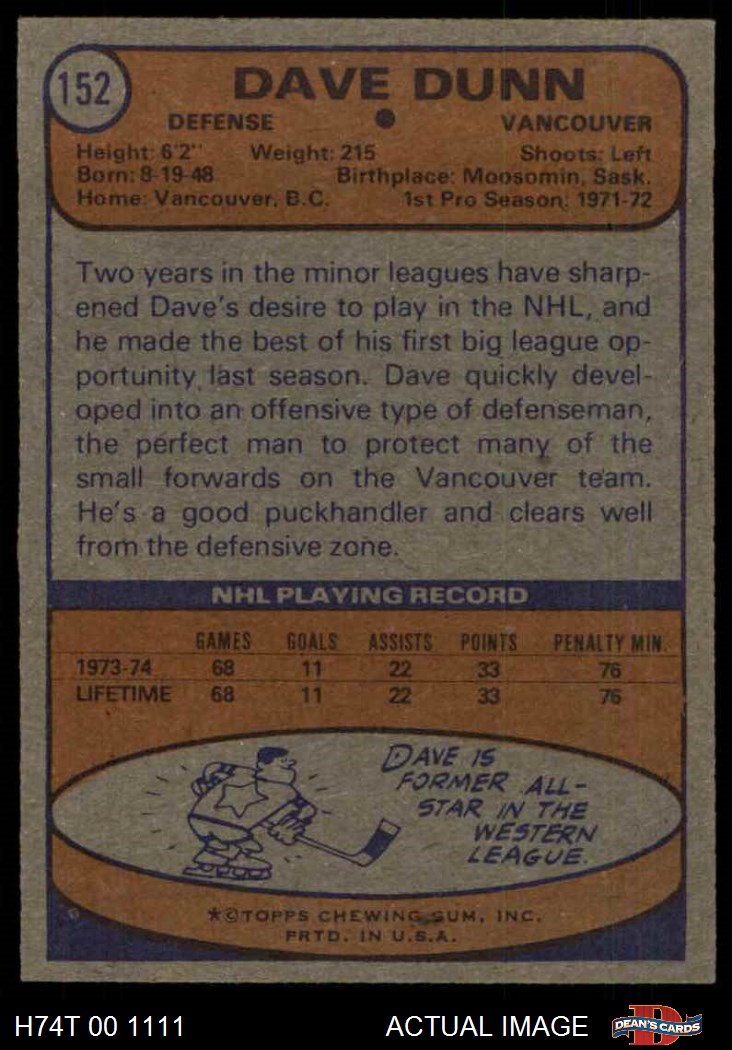 152
DAVE DUNN
DEFENSE ● VANCOUVER
Height: 6'2" Weight: 215 Shoots: Left
Born: 8-19-48 Birthplace: Moosomin, Sask.
Home: Vancouver, B.C. 1st Pro Season: 1971-72
Two years in the minor leagues have sharp-
ened Dave's desire to play in the NHL, and
he made the best of his first big league op-
portunity last season. Dave quickly devel-
oped into an offensive type of defenseman,
the perfect man to protect many of the
small forwards on the Vancouver team.
He's a good puckhandler and clears well
from the defensive zone.
NHL PLAYING RECORD
GAMES GOALS ASSISTS POINTS PENALTY MIN.
1973-74 68 11 22 33 76
LIFETIME 68 11 22 33 76
DAVE IS
FORMER ALL-
STAR IN THE
WESTERN
LEAGUE.
★©TOPPS CHEWING GUM, INC.
PRTD. IN U.S.A.
H74T 00 1111 ACTUAL IMAGE
D
DEAN'S CARDS